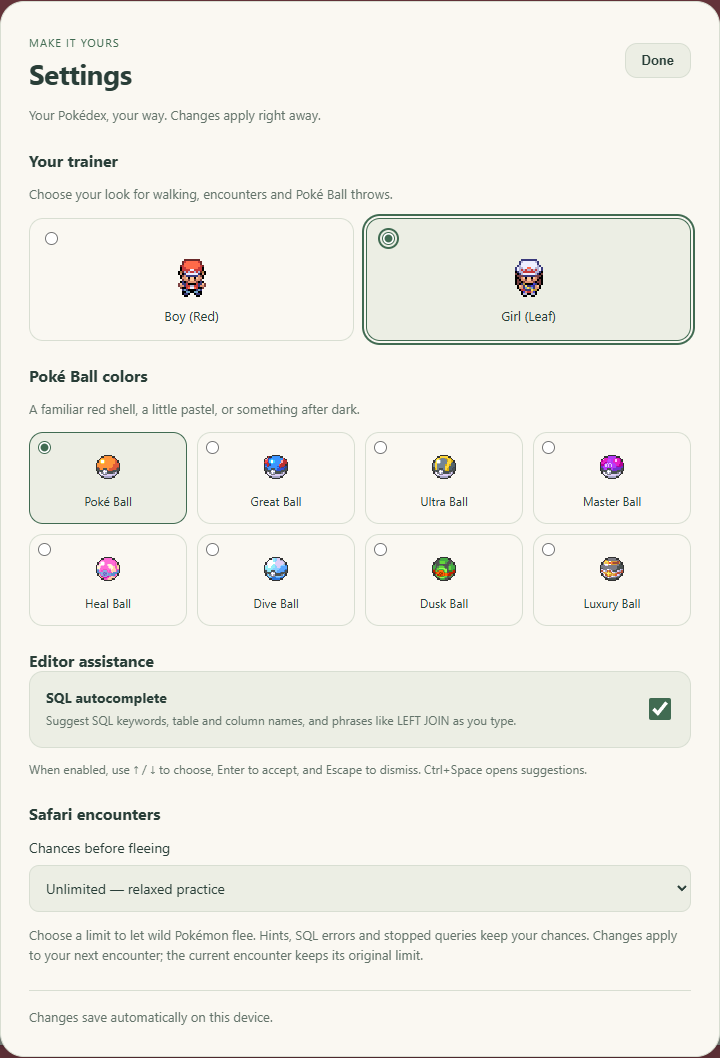 MAKE IT YOURS
Settings
Done
Your Pokédex, your way. Changes apply right away.
Your trainer
Choose your look for walking, encounters and Poké Ball throws.
Boy (Red)
Girl (Leaf)
Poké Ball colors
A familiar red shell, a little pastel, or something after dark.
Poké Ball
Great Ball
Ultra Ball
Master Ball
Heal Ball
Dive Ball
Dusk Ball
Luxury Ball
Editor assistance
SQL autocomplete
Suggest SQL keywords, table and column names, and phrases like LEFT JOIN as you type.
When enabled, use ↑ / ↓ to choose, Enter to accept, and Escape to dismiss. Ctrl+Space opens suggestions.
Safari encounters
Chances before fleeing
Unlimited — relaxed practice
Choose a limit to let wild Pokémon flee. Hints, SQL errors and stopped queries keep your chances. Changes apply
to your next encounter; the current encounter keeps its original limit.
Changes save automatically on this device.